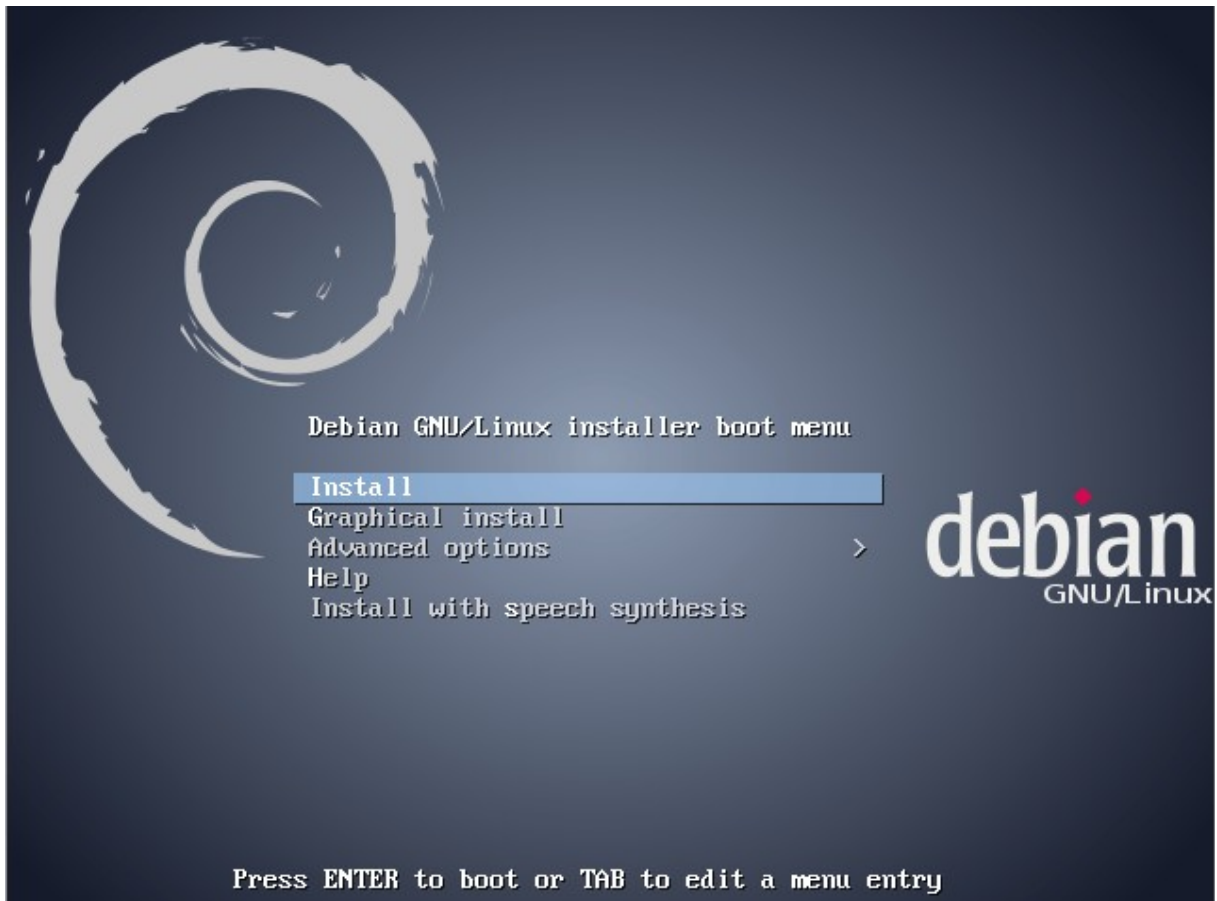 Debian GNU/Linux installer boot menu
Install
Graphical install
Advanced options >
Help
Install with speech synthesis
debian
GNU/Linux
Press ENTER to boot or TAB to edit a menu entry